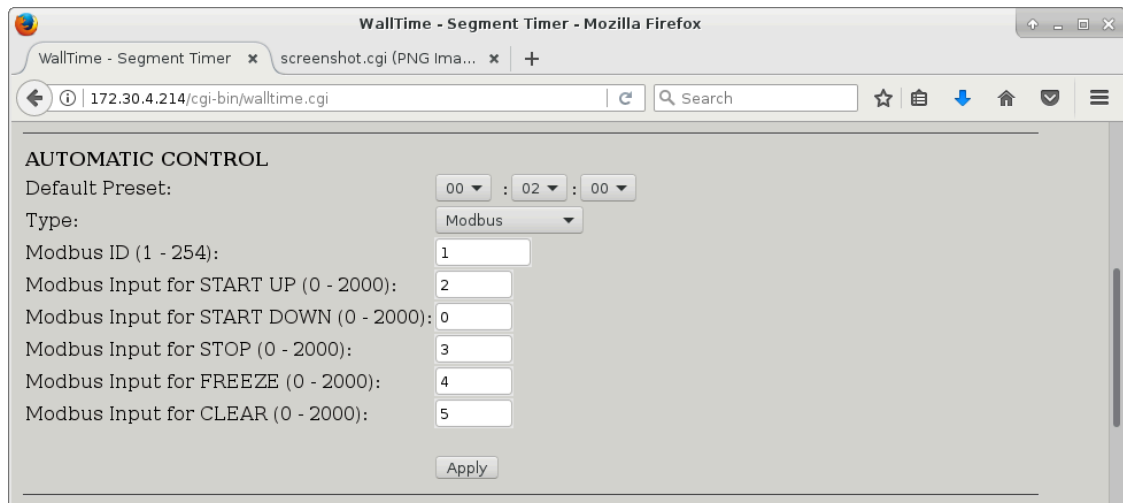 WallTime - Segment Timer - Mozilla Firefox
WallTime - Segment Timer × screenshot.cgi (PNG Ima... × +
172.30.4.214/cgi-bin/walltime.cgi Search
AUTOMATIC CONTROL
Default Preset: 00 : 02 : 00
Type: Modbus
Modbus ID (1 - 254): 1
Modbus Input for START UP (0 - 2000): 2
Modbus Input for START DOWN (0 - 2000): 0
Modbus Input for STOP (0 - 2000): 3
Modbus Input for FREEZE (0 - 2000): 4
Modbus Input for CLEAR (0 - 2000): 5
Apply